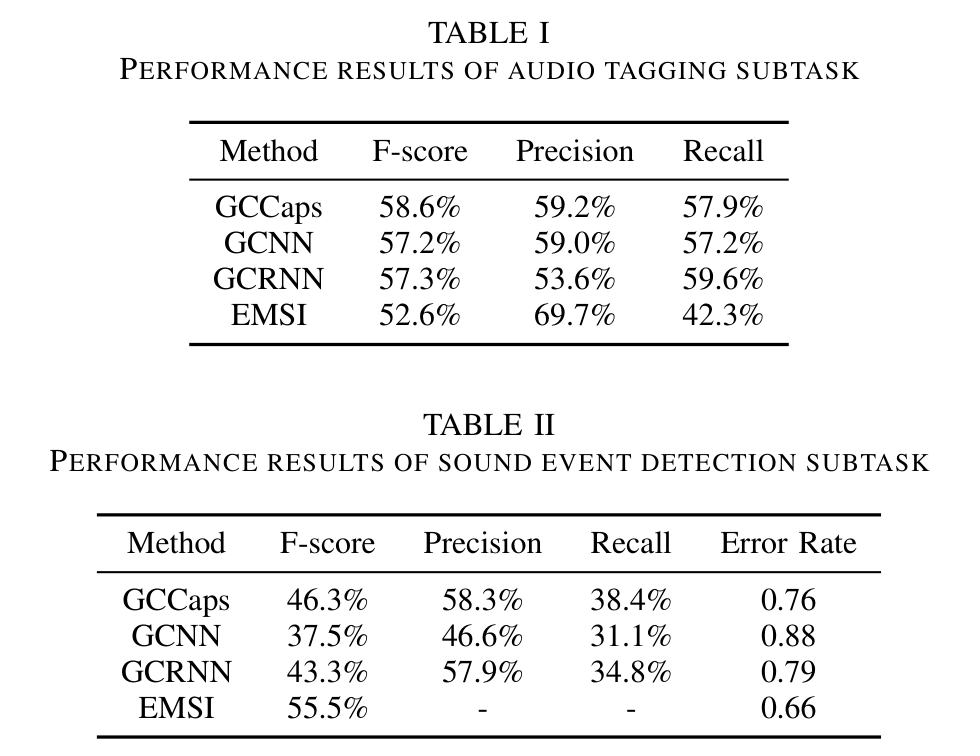 TABLE I
PERFORMANCE RESULTS OF AUDIO TAGGING SUBTASK
Method F-score Precision Recall
GCCaps 58.6% 59.2% 57.9%
GCNN 57.2% 59.0% 57.2%
GCRNN 57.3% 53.6% 59.6%
EMSI 52.6% 69.7% 42.3%
TABLE II
PERFORMANCE RESULTS OF SOUND EVENT DETECTION SUBTASK
Method F-score Precision Recall Error Rate
GCCaps 46.3% 58.3% 38.4% 0.76
GCNN 37.5% 46.6% 31.1% 0.88
GCRNN 43.3% 57.9% 34.8% 0.79
EMSI 55.5% - - 0.66